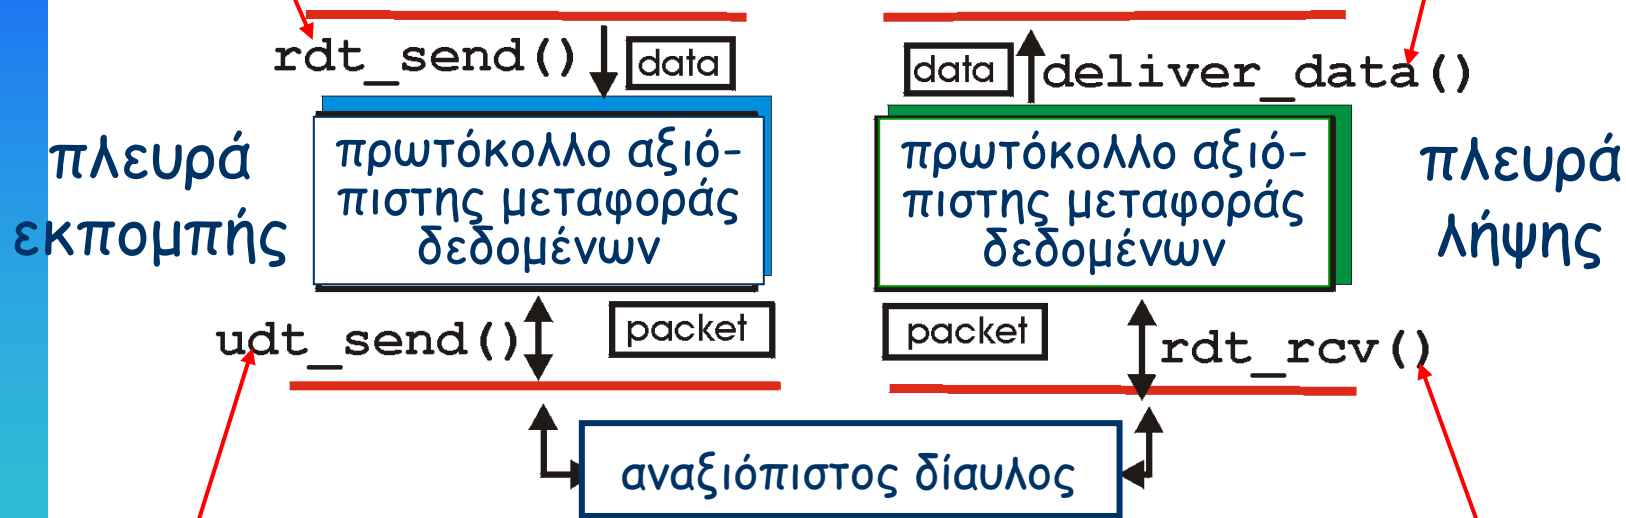 rdt_send()
data
data
deliver_data()
πλευρά
εκπομπής
πρωτόκολλο αξιό-
πιστης μεταφοράς
δεδομένων
πρωτόκολλο αξιό-
πιστης μεταφοράς
δεδομένων
πλευρά
λήψης
udt_send()
packet
packet
rdt_rcv()
αναξιόπιστος δίαυλος